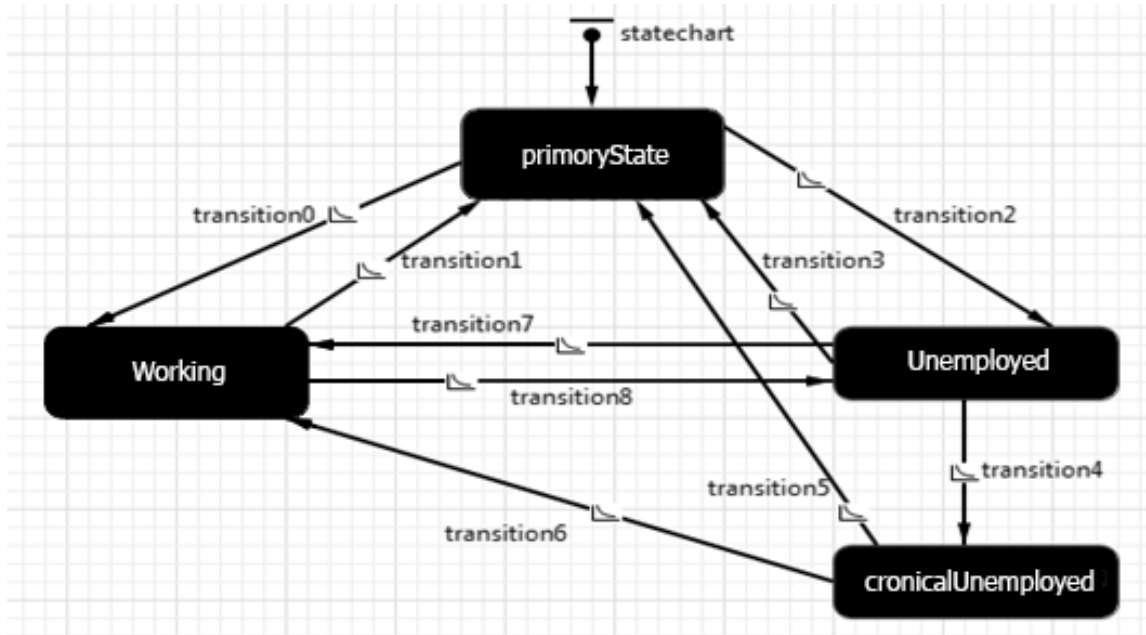 statechart
primoryState
transition0
transition2
transition1
transition3
transition7
Working
Unemployed
transition8
transition4
transition5
transition6
cronicalUnemployed